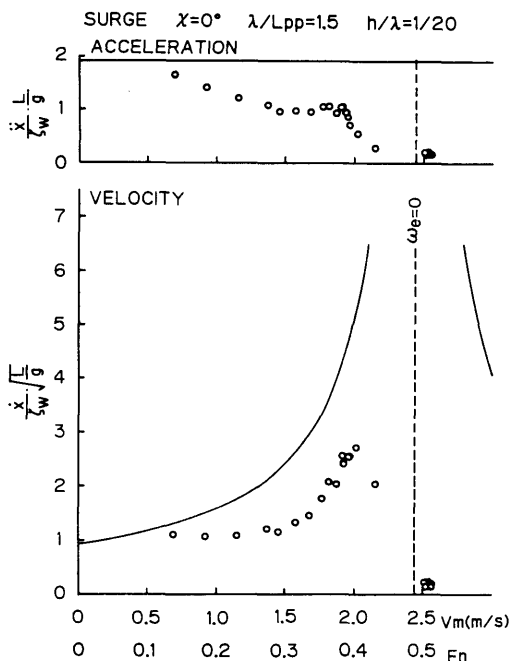 SURGE χ=0° λ/Lpp=1.5 h/λ=1/20
ACCELERATION
2
1
0
ẍ/ζw · L/g
VELOCITY
7
6
5
4
3
2
1
0
ẋ/ζw √L/g
ωe=0
0 0.5 1.0 1.5 2.0 2.5 Vm(m/s)
0 0.1 0.2 0.3 0.4 0.5 Fn